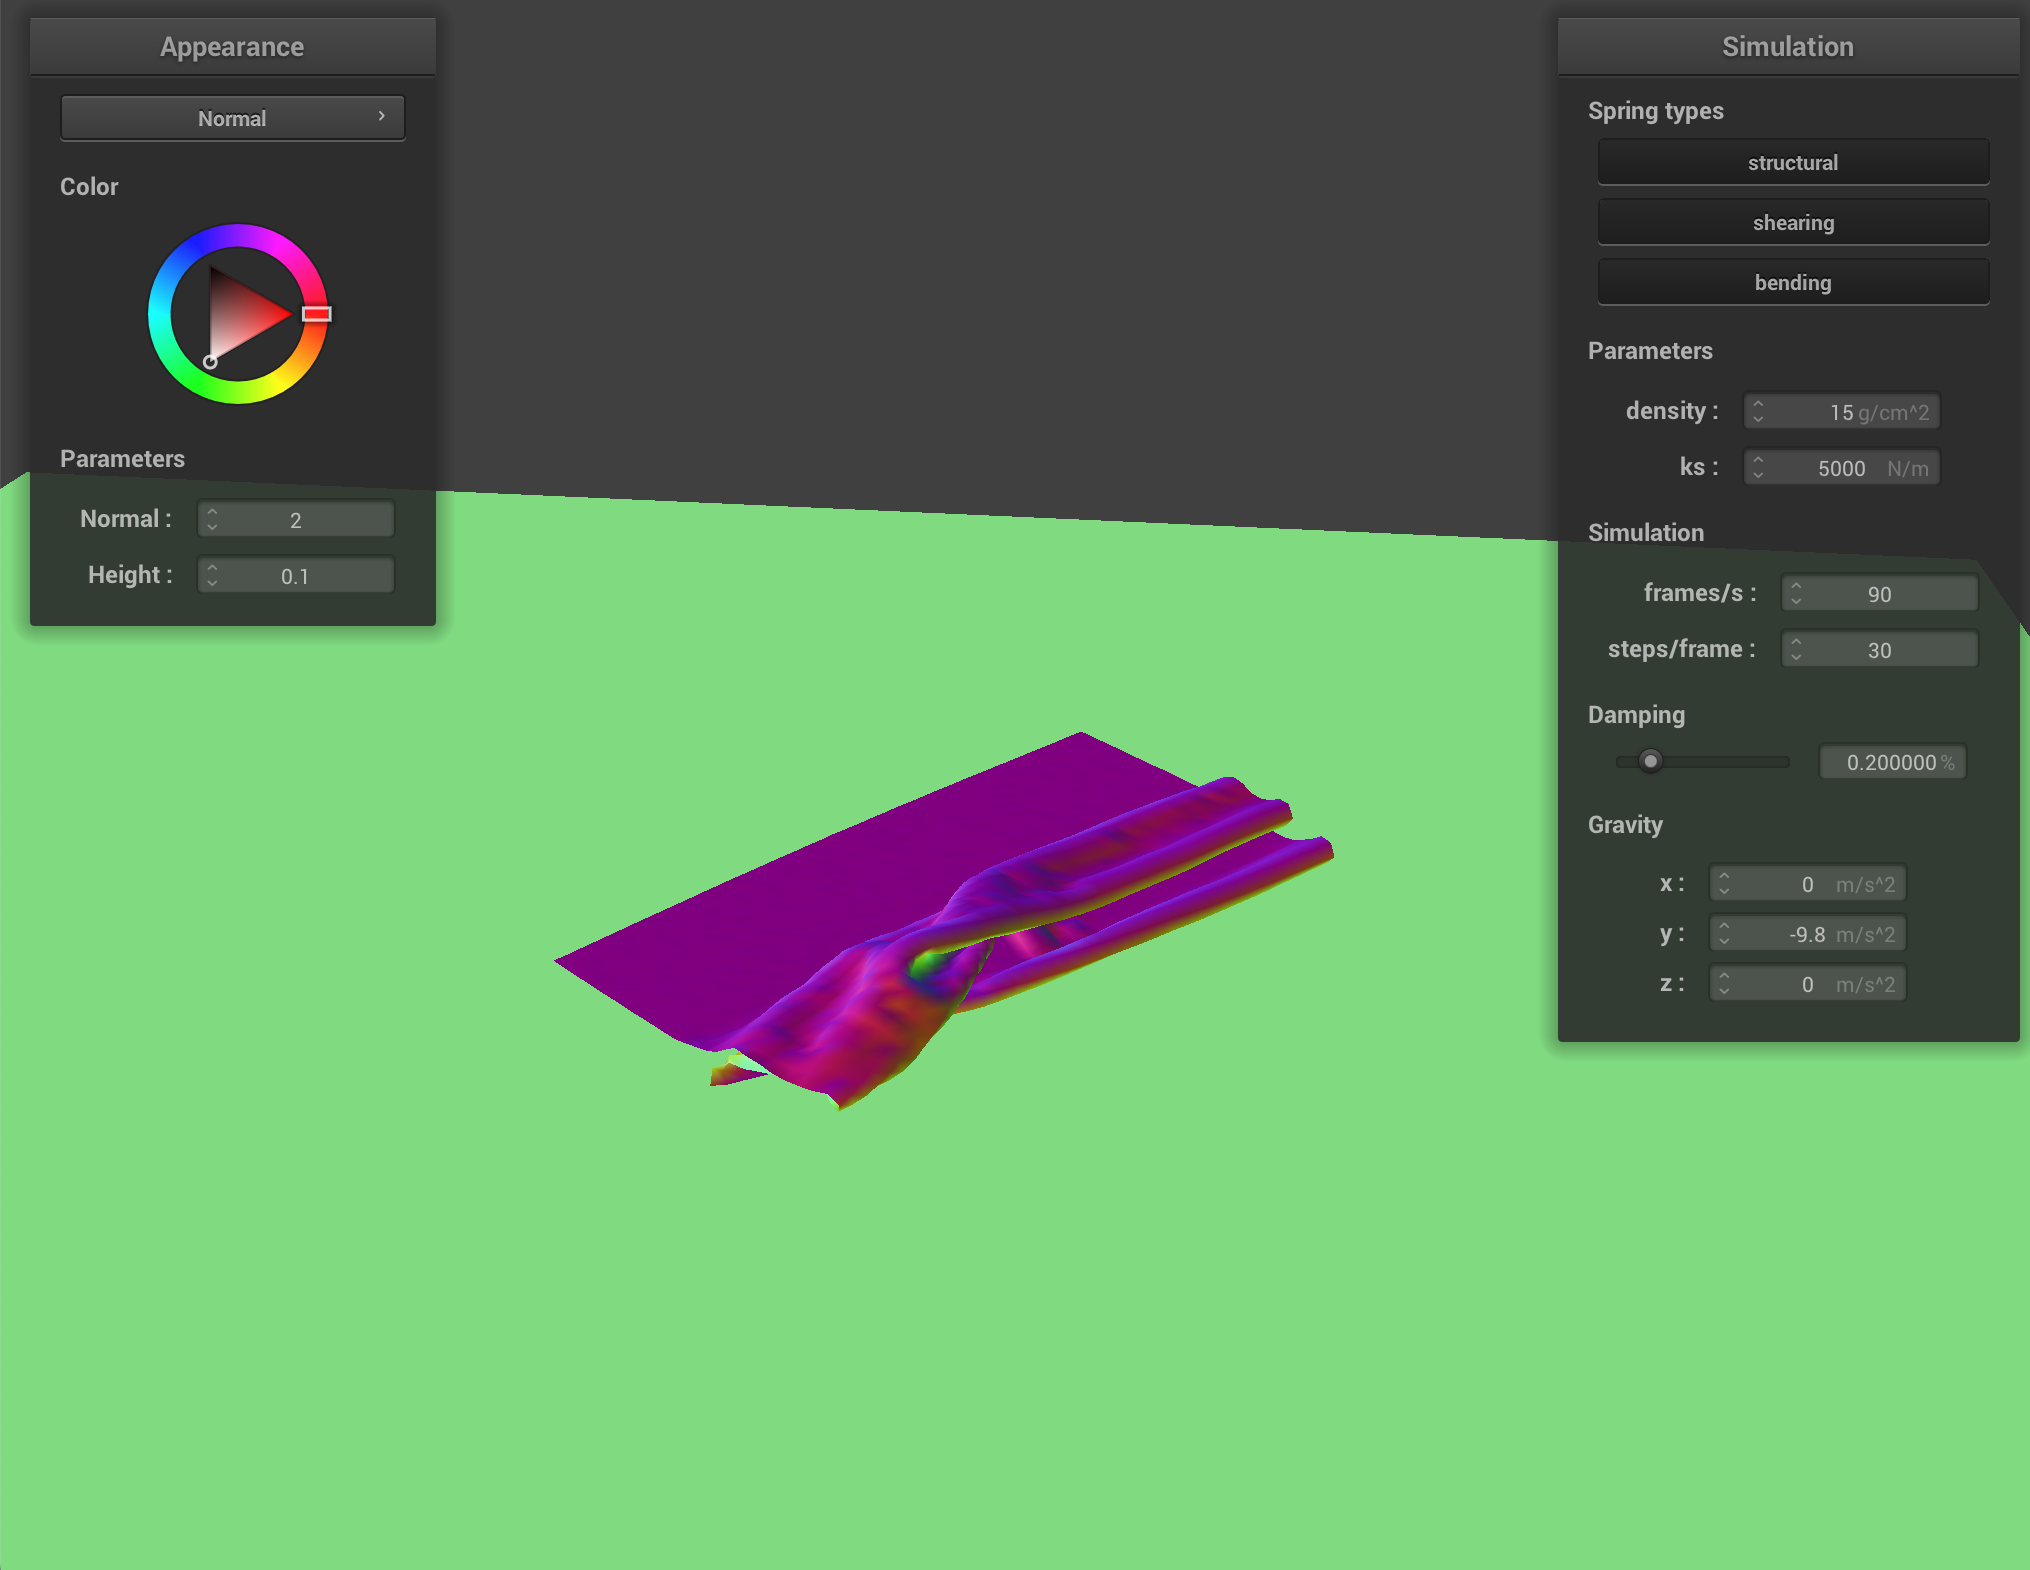 Appearance
Normal
Color
Parameters
Normal : 2
Height : 0.1
Simulation
Spring types
structural
shearing
bending
Parameters
density : 15 g/cm^2
ks : 5000 N/m
Simulation
frames/s : 90
steps/frame : 30
Damping
0.200000 %
Gravity
x : 0 m/s^2
y : -9.8 m/s^2
z : 0 m/s^2